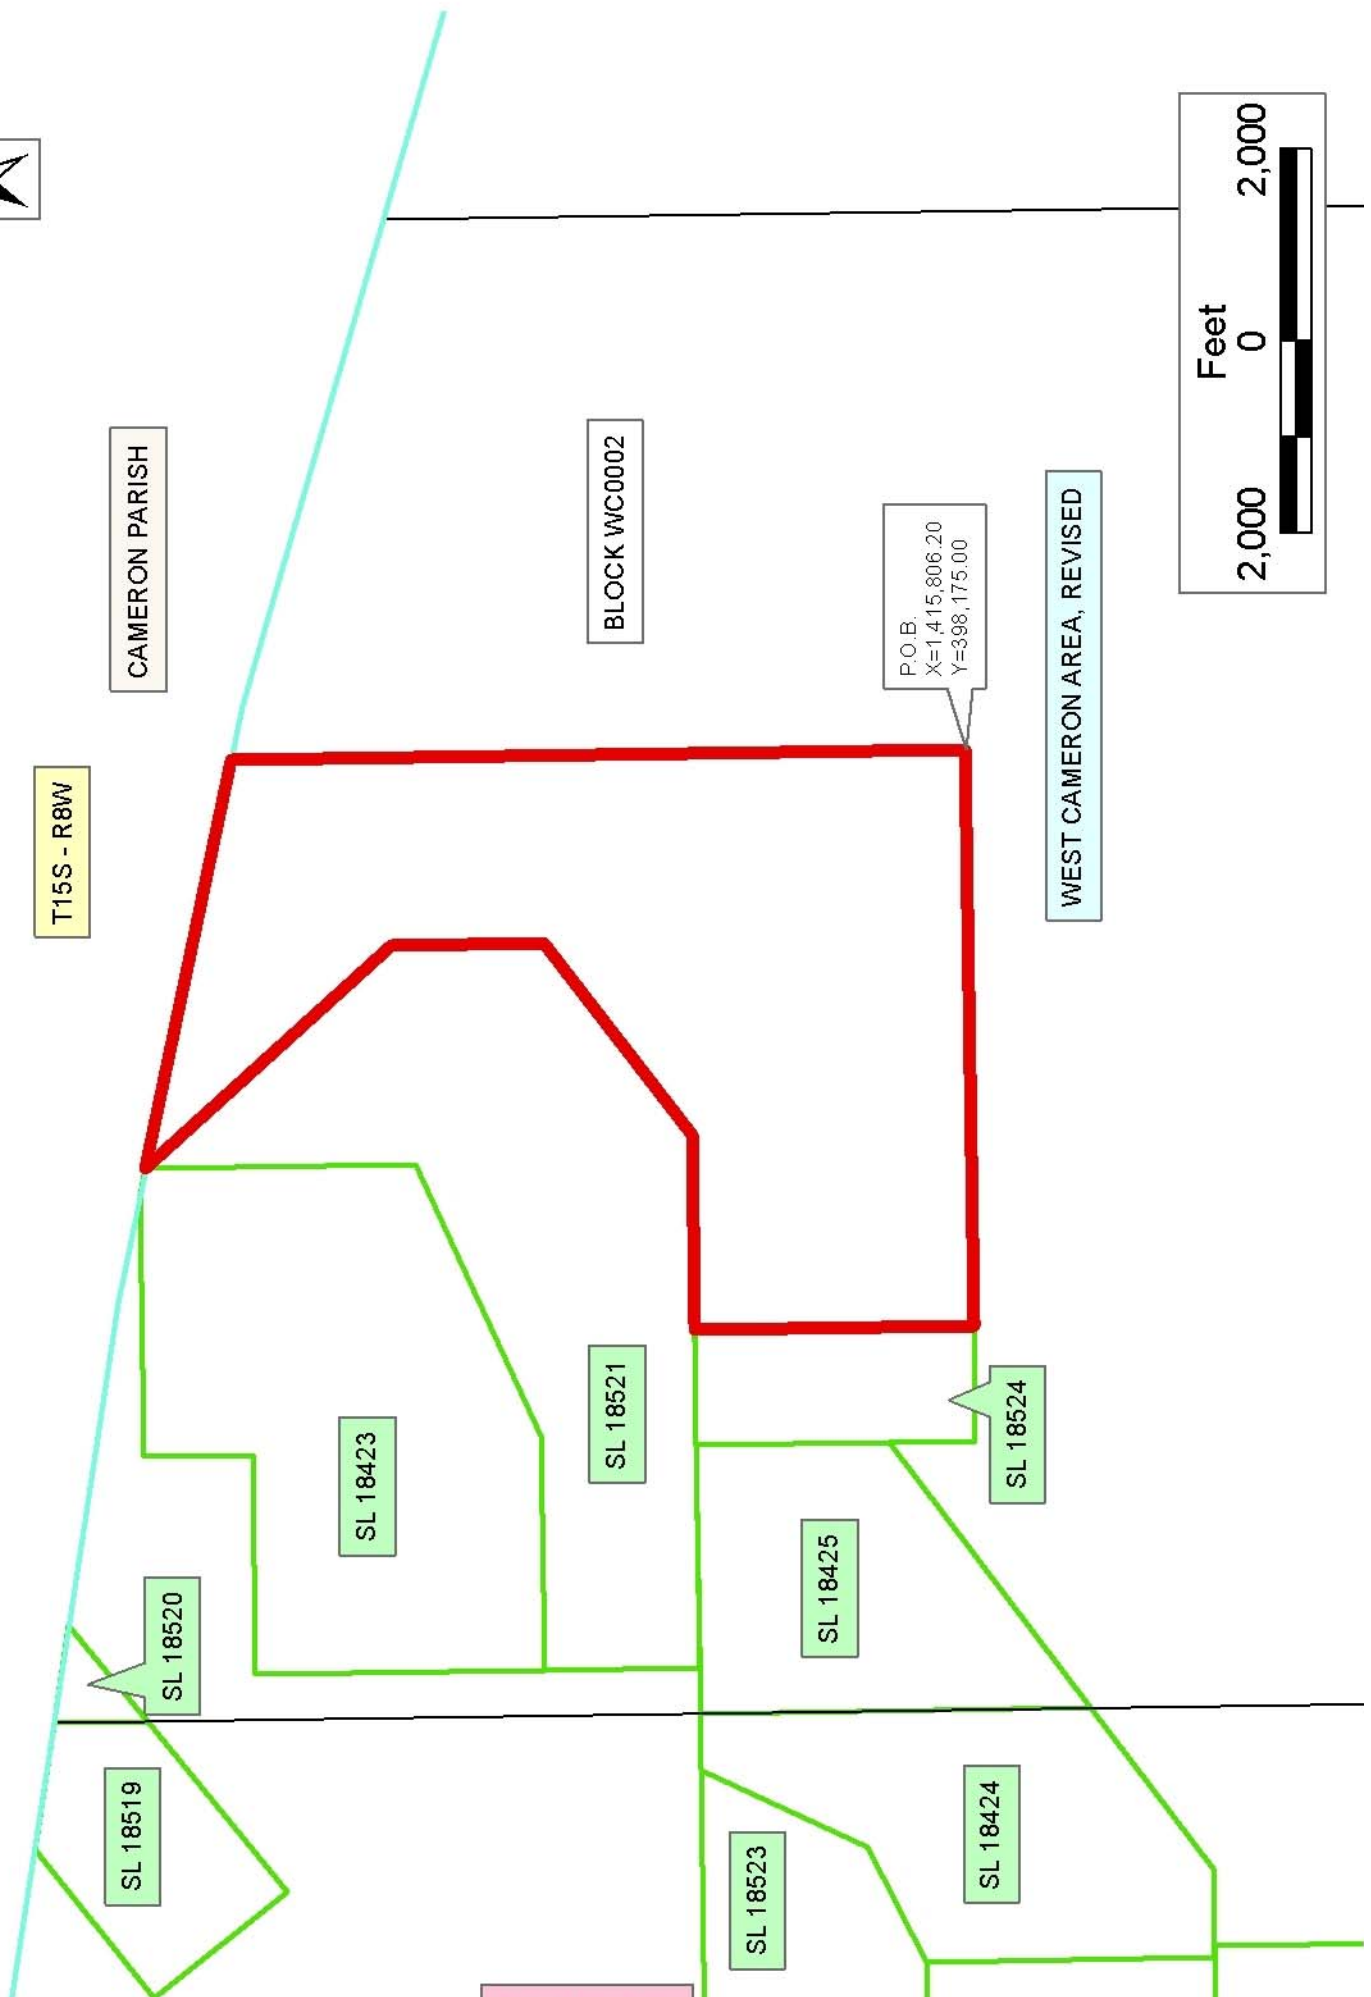 T15S - R8W
CAMERON PARISH
SL 18520
SL 18519
SL 18423
SL 18521
BLOCK WC0002
SL 18523
SL 18425
P.O.B.
X=1,415,806.20
Y=398,175.00
SL 18424
SL 18524
WEST CAMERON AREA, REVISED
Feet
2,000 0 2,000